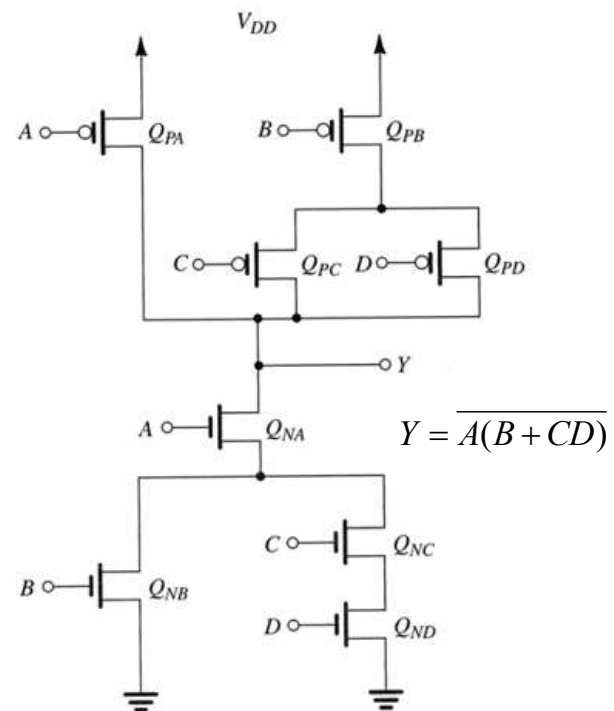 V_DD
A Q_PA
B Q_PB
C Q_PC D Q_PD
Y
A Q_NA
Y = \overline{A(B + CD)}
C Q_NC
B Q_NB
D Q_ND